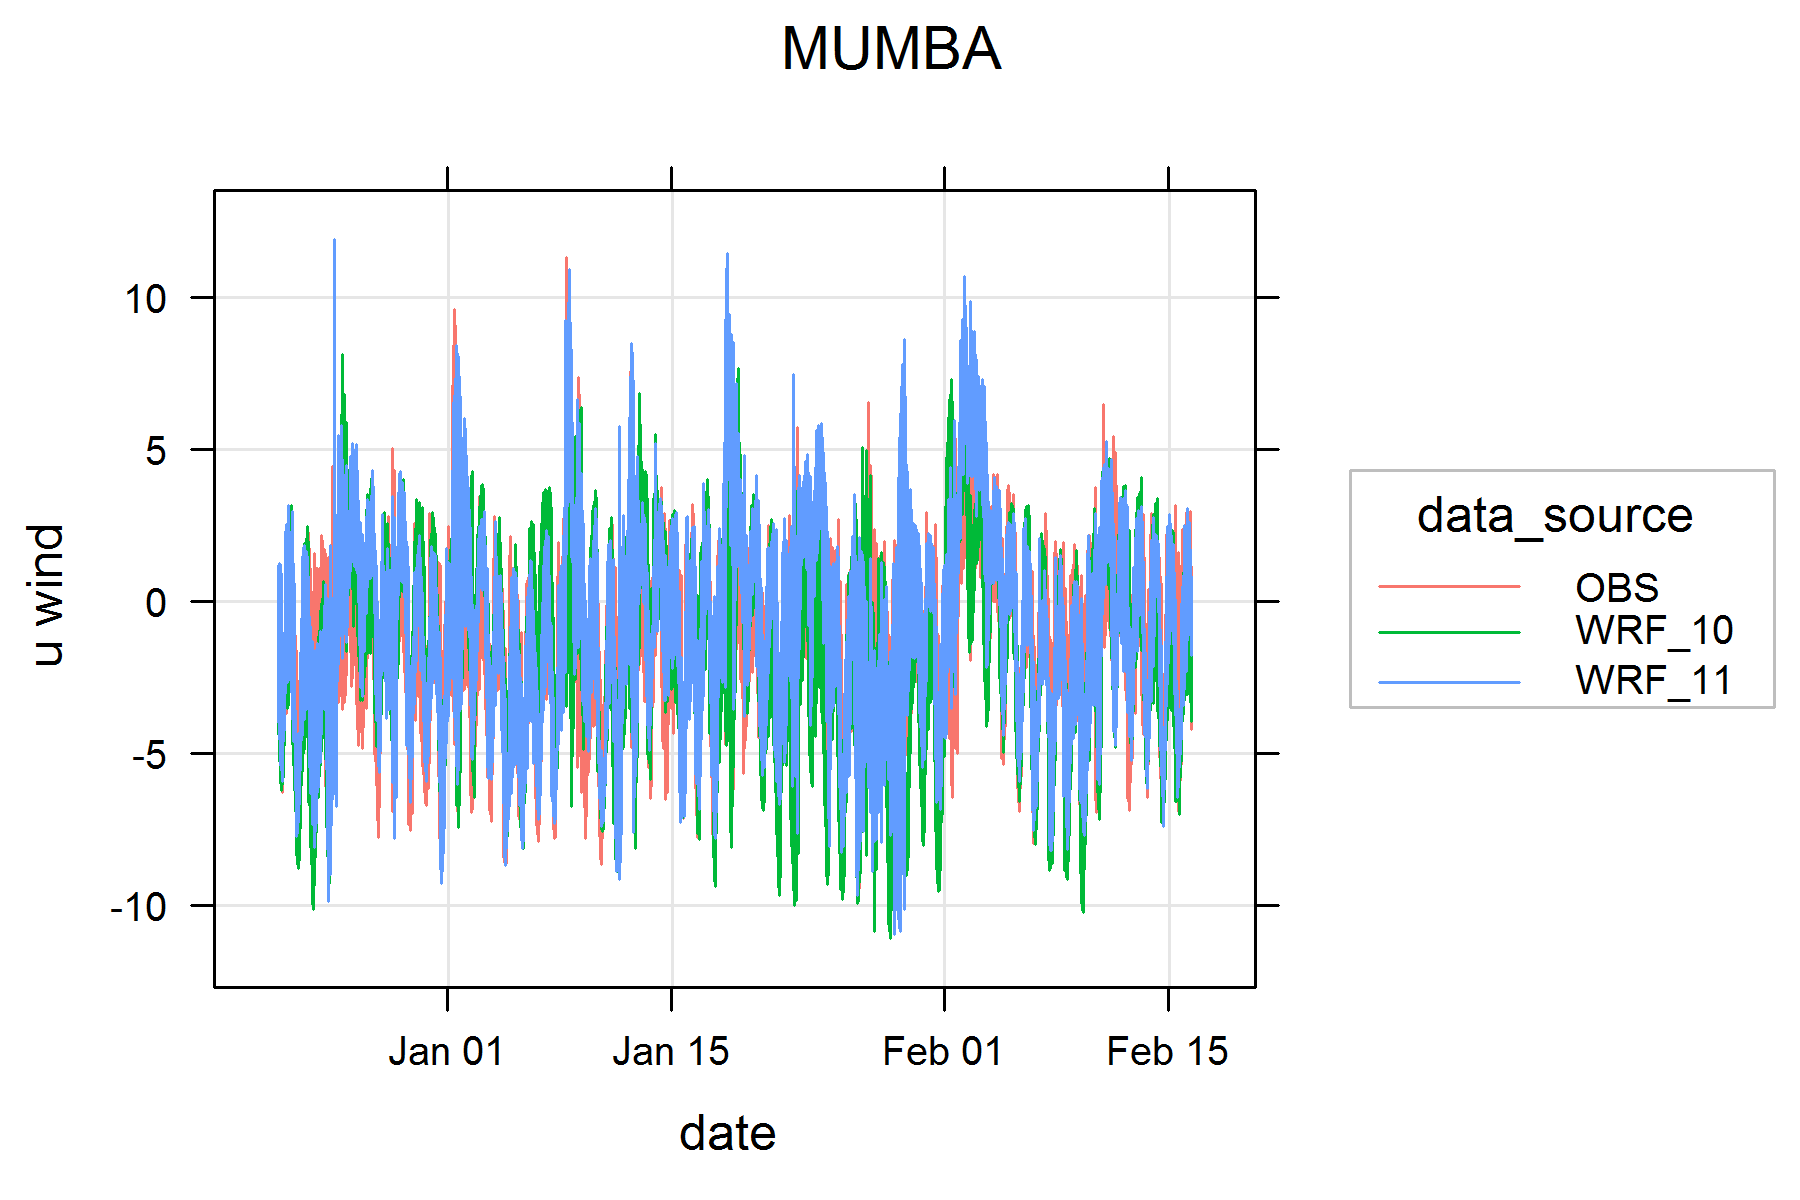 MUMBA
10
5
0
-5
-10
u wind
Jan 01
Jan 15
Feb 01
Feb 15
date
data_source
OBS
WRF_10
WRF_11